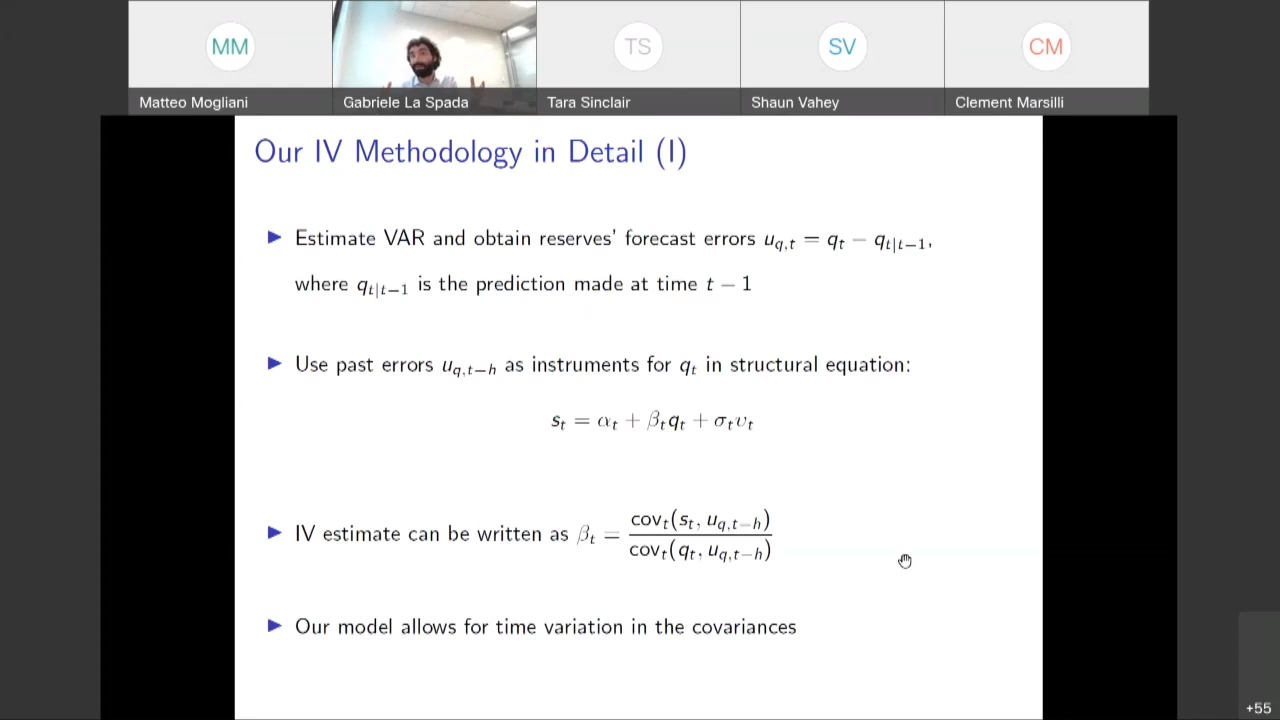 MM
TS
SV
CM
Matteo Mogliani
Gabriele La Spada
Tara Sinclair
Shaun Vahey
Clement Marsilli
Our IV Methodology in Detail (I)
▶ Estimate VAR and obtain reserves' forecast errors u_{q,t} = q_t − q_{t|t−1},
where q_{t|t−1} is the prediction made at time t − 1
▶ Use past errors u_{q,t−h} as instruments for q_t in structural equation:
s_t = α_t + β_t q_t + σ_t υ_t
▶ IV estimate can be written as β_t = cov_t(s_t, u_{q,t−h}) / cov_t(q_t, u_{q,t−h})
▶ Our model allows for time variation in the covariances
+55